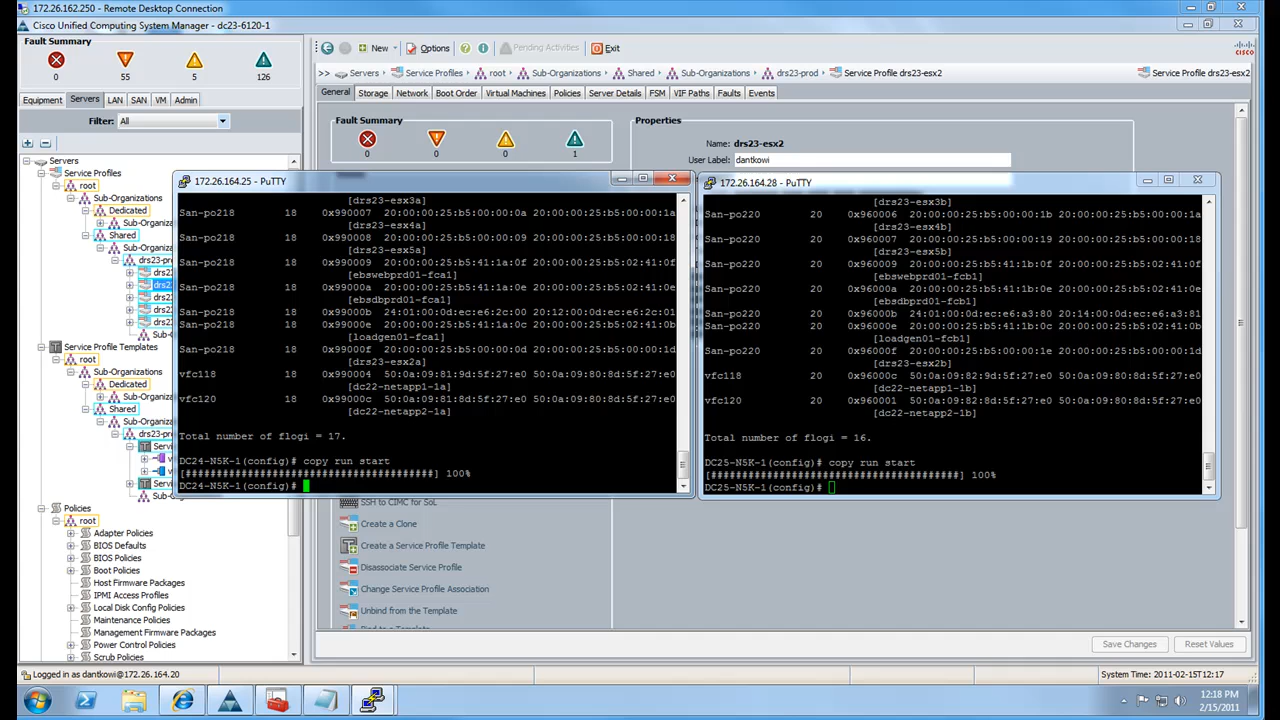 172.26.162.250 - Remote Desktop Connection
Cisco Unified Computing System Manager - dc23-6120-1
Fault Summary
0 55 5 126
Equipment Servers LAN SAN VM Admin
Filter: All
Servers
Service Profiles
root
Sub-Organizations
Dedicated
Sub-Organiza
Shared
Sub-Organiza
drs23-pr
drs2
drs2
drs2
drs2
drs2
Sub-O
Service Profile Templates
root
Sub-Organizations
Dedicated
Sub-Organiza
Shared
Sub-Organiza
drs23-pr
Servi
v
v
Servi
Sub-O
Policies
root
Adapter Policies
BIOS Defaults
BIOS Policies
Boot Policies
Host Firmware Packages
IPMI Access Profiles
Local Disk Config Policies
Maintenance Policies
Management Firmware Packages
Power Control Policies
Scrub Policies
New Options Pending Activities Exit
CISCO
>> Servers Service Profiles root Sub-Organizations Shared Sub-Organizations drs23-prod Service Profile drs23-esx2 Service Profile drs23-esx2
General Storage Network Boot Order Virtual Machines Policies Server Details FSM VIF Paths Faults Events
Fault Summary
0 0 0 1
Properties
Name: drs23-esx2
User Label: dantkowi
172.26.164.25 - PuTTY
[drs23-esx3a]
San-po218 18 0x990007 20:00:00:25:b5:00:00:0a 20:00:00:25:b5:00:00:1a
[drs23-esx4a]
San-po218 18 0x990008 20:00:00:25:b5:00:00:09 20:00:00:25:b5:00:00:18
[drs23-esx5a]
San-po218 18 0x990009 20:00:00:25:b5:41:1a:0f 20:00:00:25:b5:02:41:0f
[ebswebprd01-fca1]
San-po218 18 0x99000a 20:00:00:25:b5:41:1a:0e 20:00:00:25:b5:02:41:0e
[ebsdbprd01-fca1]
San-po218 18 0x99000b 24:01:00:0d:ec:e6:2c:00 20:12:00:0d:ec:e6:2c:01
San-po218 18 0x99000e 20:00:00:25:b5:41:1a:0c 20:00:00:25:b5:02:41:0b
[loadgen01-fca1]
San-po218 18 0x99000f 20:00:00:25:b5:00:00:0d 20:00:00:25:b5:00:00:1d
[drs23-esx2a]
vfc118 18 0x990004 50:0a:09:81:9d:5f:27:e0 50:0a:09:80:9d:5f:27:e0
[dc22-netapp1-1a]
vfc120 18 0x99000c 50:0a:09:81:8d:5f:27:e0 50:0a:09:80:8d:5f:27:e0
[dc22-netapp2-1a]
Total number of flogi = 17.
DC24-N5K-1(config)# copy run start
[########################################] 100%
DC24-N5K-1(config)#
172.26.164.28 - PuTTY
[drs23-esx3b]
San-po220 20 0x960006 20:00:00:25:b5:00:00:1b 20:00:00:25:b5:00:00:1a
[drs23-esx4b]
San-po220 20 0x960007 20:00:00:25:b5:00:00:19 20:00:00:25:b5:00:00:18
[drs23-esx5b]
San-po220 20 0x960009 20:00:00:25:b5:41:1b:0f 20:00:00:25:b5:02:41:0f
[ebswebprd01-fcb1]
San-po220 20 0x96000a 20:00:00:25:b5:41:1b:0e 20:00:00:25:b5:02:41:0e
[ebsdbprd01-fcb1]
San-po220 20 0x96000b 24:01:00:0d:ec:e6:a3:80 20:14:00:0d:ec:e6:a3:81
San-po220 20 0x96000e 20:00:00:25:b5:41:1b:0c 20:00:00:25:b5:02:41:0b
[loadgen01-fcb1]
San-po220 20 0x96000f 20:00:00:25:b5:00:00:1e 20:00:00:25:b5:00:00:1d
[drs23-esx2b]
vfc118 20 0x96000c 50:0a:09:82:9d:5f:27:e0 50:0a:09:80:9d:5f:27:e0
[dc22-netapp1-1b]
vfc120 20 0x960001 50:0a:09:82:8d:5f:27:e0 50:0a:09:80:8d:5f:27:e0
[dc22-netapp2-1b]
Total number of flogi = 16.
DC25-N5K-1(config)# copy run start
[########################################] 100%
DC25-N5K-1(config)#
SSH to CIMC for SoL
Create a Clone
Create a Service Profile Template
Disassociate Service Profile
Change Service Profile Association
Unbind from the Template
Save Changes Reset Values
Logged in as dantkowi@172.26.164.20
System Time: 2011-02-15T12:17
12:18 PM
2/15/2011